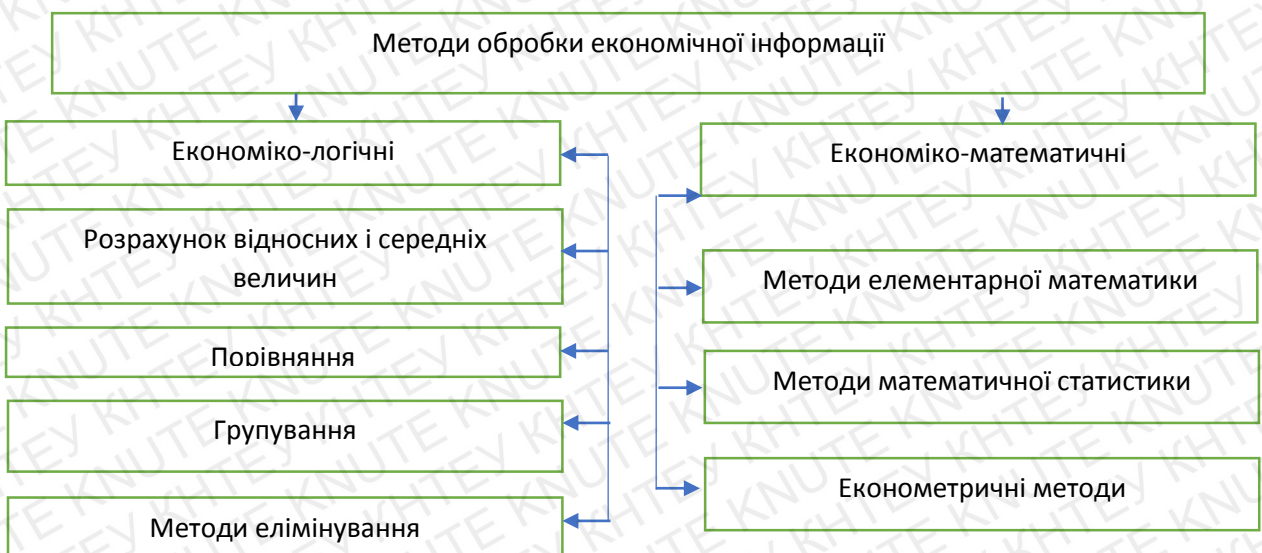 Методи обробки економічної інформації
Економіко-логічні
Розрахунок відносних і середніх
величин
Порівняння
Групування
Методи елімінування
Економіко-математичні
Методи елементарної математики
Методи математичної статистики
Економетричні методи